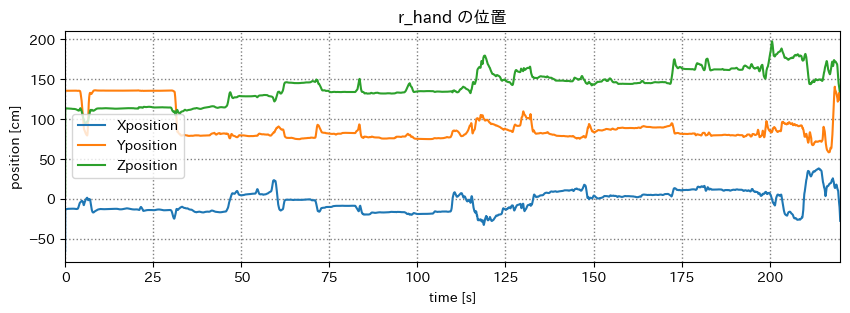 r_hand の位置
position [cm]
200
150
100
50
0
−50
Xposition
Yposition
Zposition
0
25
50
75
100
125
150
175
200
time [s]